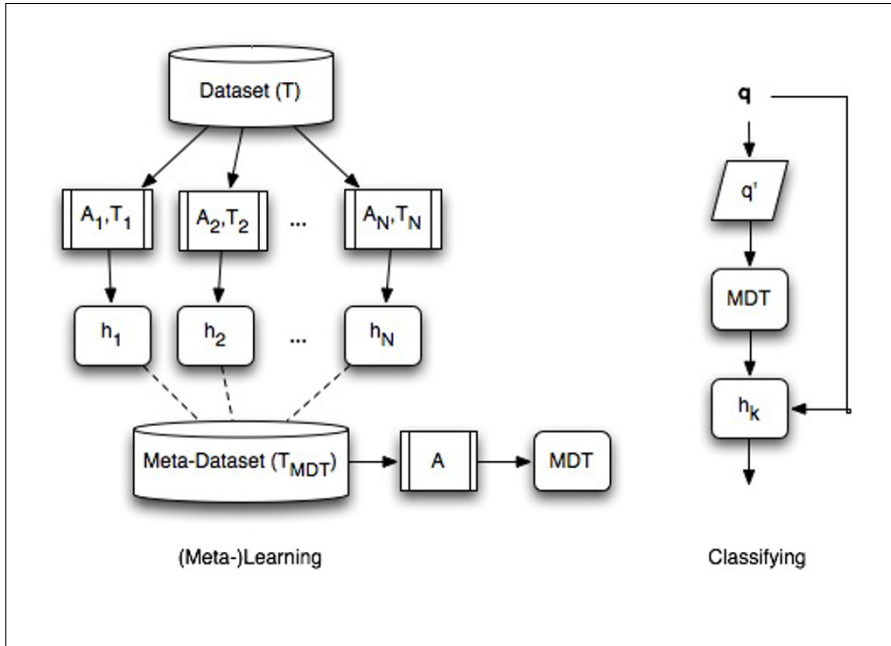 Dataset (T)
A1,T1
A2,T2
...
AN,TN
h1
h2
...
hN
Meta-Dataset (TMDT)
A
MDT
(Meta-)Learning
q
q'
MDT
hk
Classifying